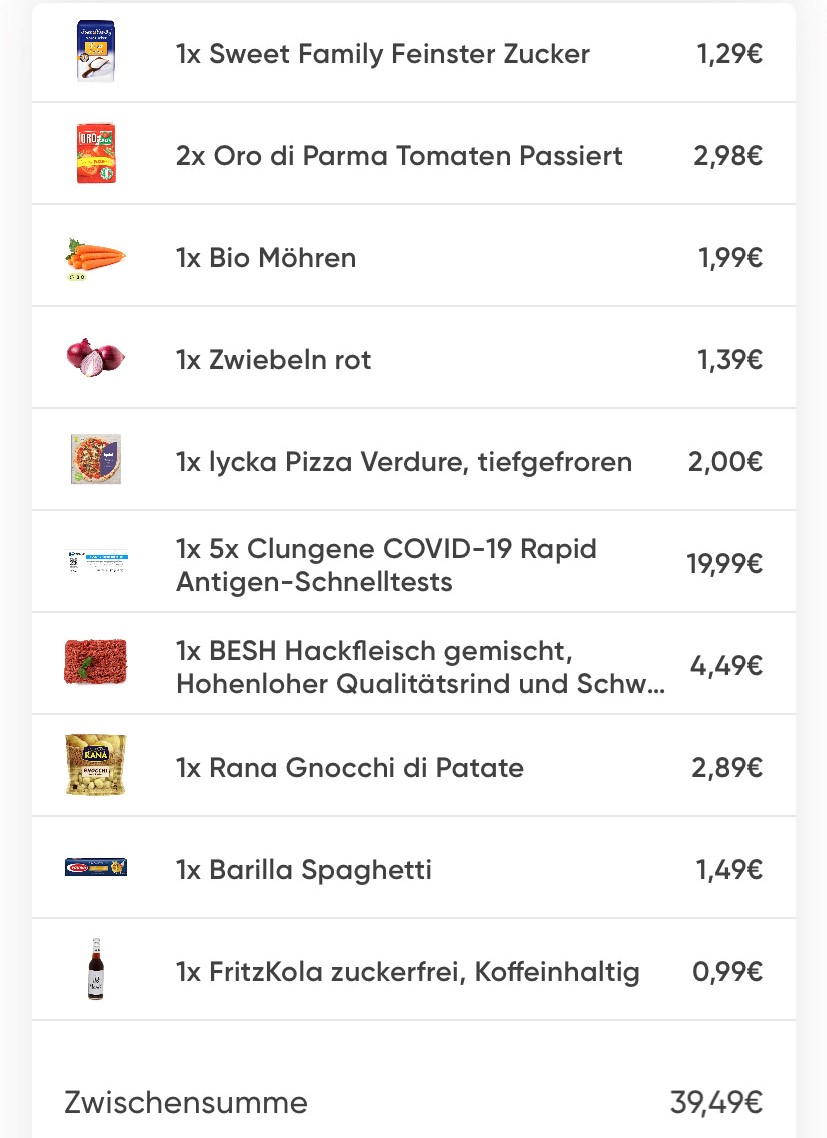 1x Sweet Family Feinster Zucker 1,29€
2x Oro di Parma Tomaten Passiert 2,98€
1x Bio Möhren 1,99€
1x Zwiebeln rot 1,39€
1x lycka Pizza Verdure, tiefgefroren 2,00€
1x 5x Clungene COVID-19 Rapid
Antigen-Schnelltests 19,99€
1x BESH Hackfleisch gemischt,
Hohenloher Qualitätsrind und Schw... 4,49€
RANA
GNOCCHI
1x Rana Gnocchi di Patate 2,89€
1x Barilla Spaghetti 1,49€
1x FritzKola zuckerfrei, Koffeinhaltig 0,99€
Zwischensumme 39,49€